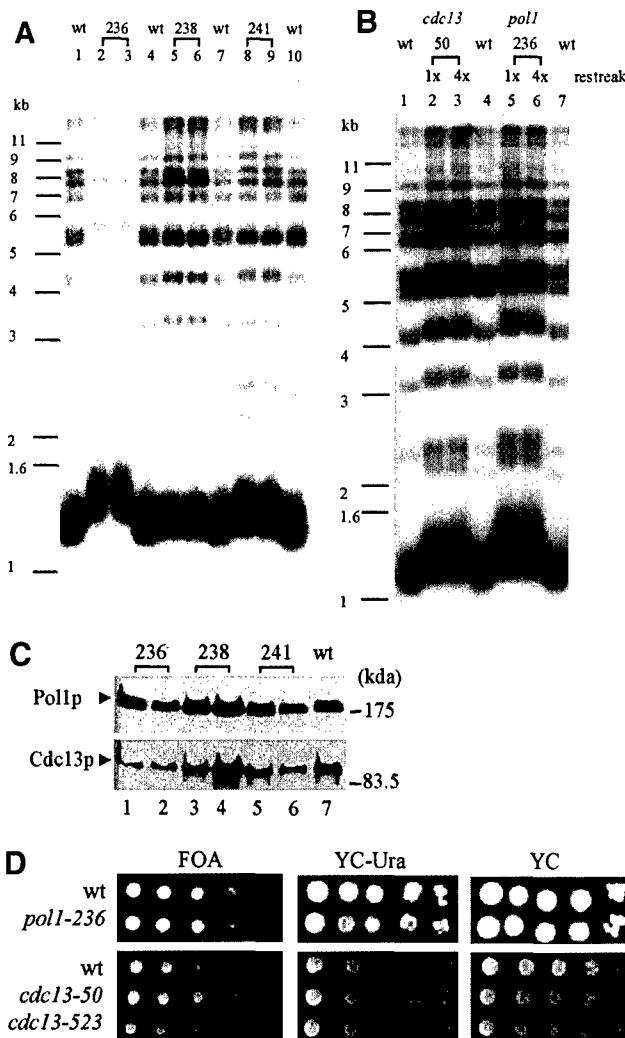 A
wt 236 wt 238 wt 241 wt
1 2 3 4 5 6 7 8 9 10
kb
11
9
8
7
6
5
4
3
2
1.6
1
B
cdc13 pol1
wt 50 wt 236 wt
1x 4x 1x 4x restreak
1 2 3 4 5 6 7
kb
11
9
8
7
6
5
4
3
2
1.6
1
C
236 238 241 wt
(kda)
Pol1p
-175
Cdc13p
-83.5
1 2 3 4 5 6 7
D
FOA YC-Ura YC
wt
pol1-236
wt
cdc13-50
cdc13-523